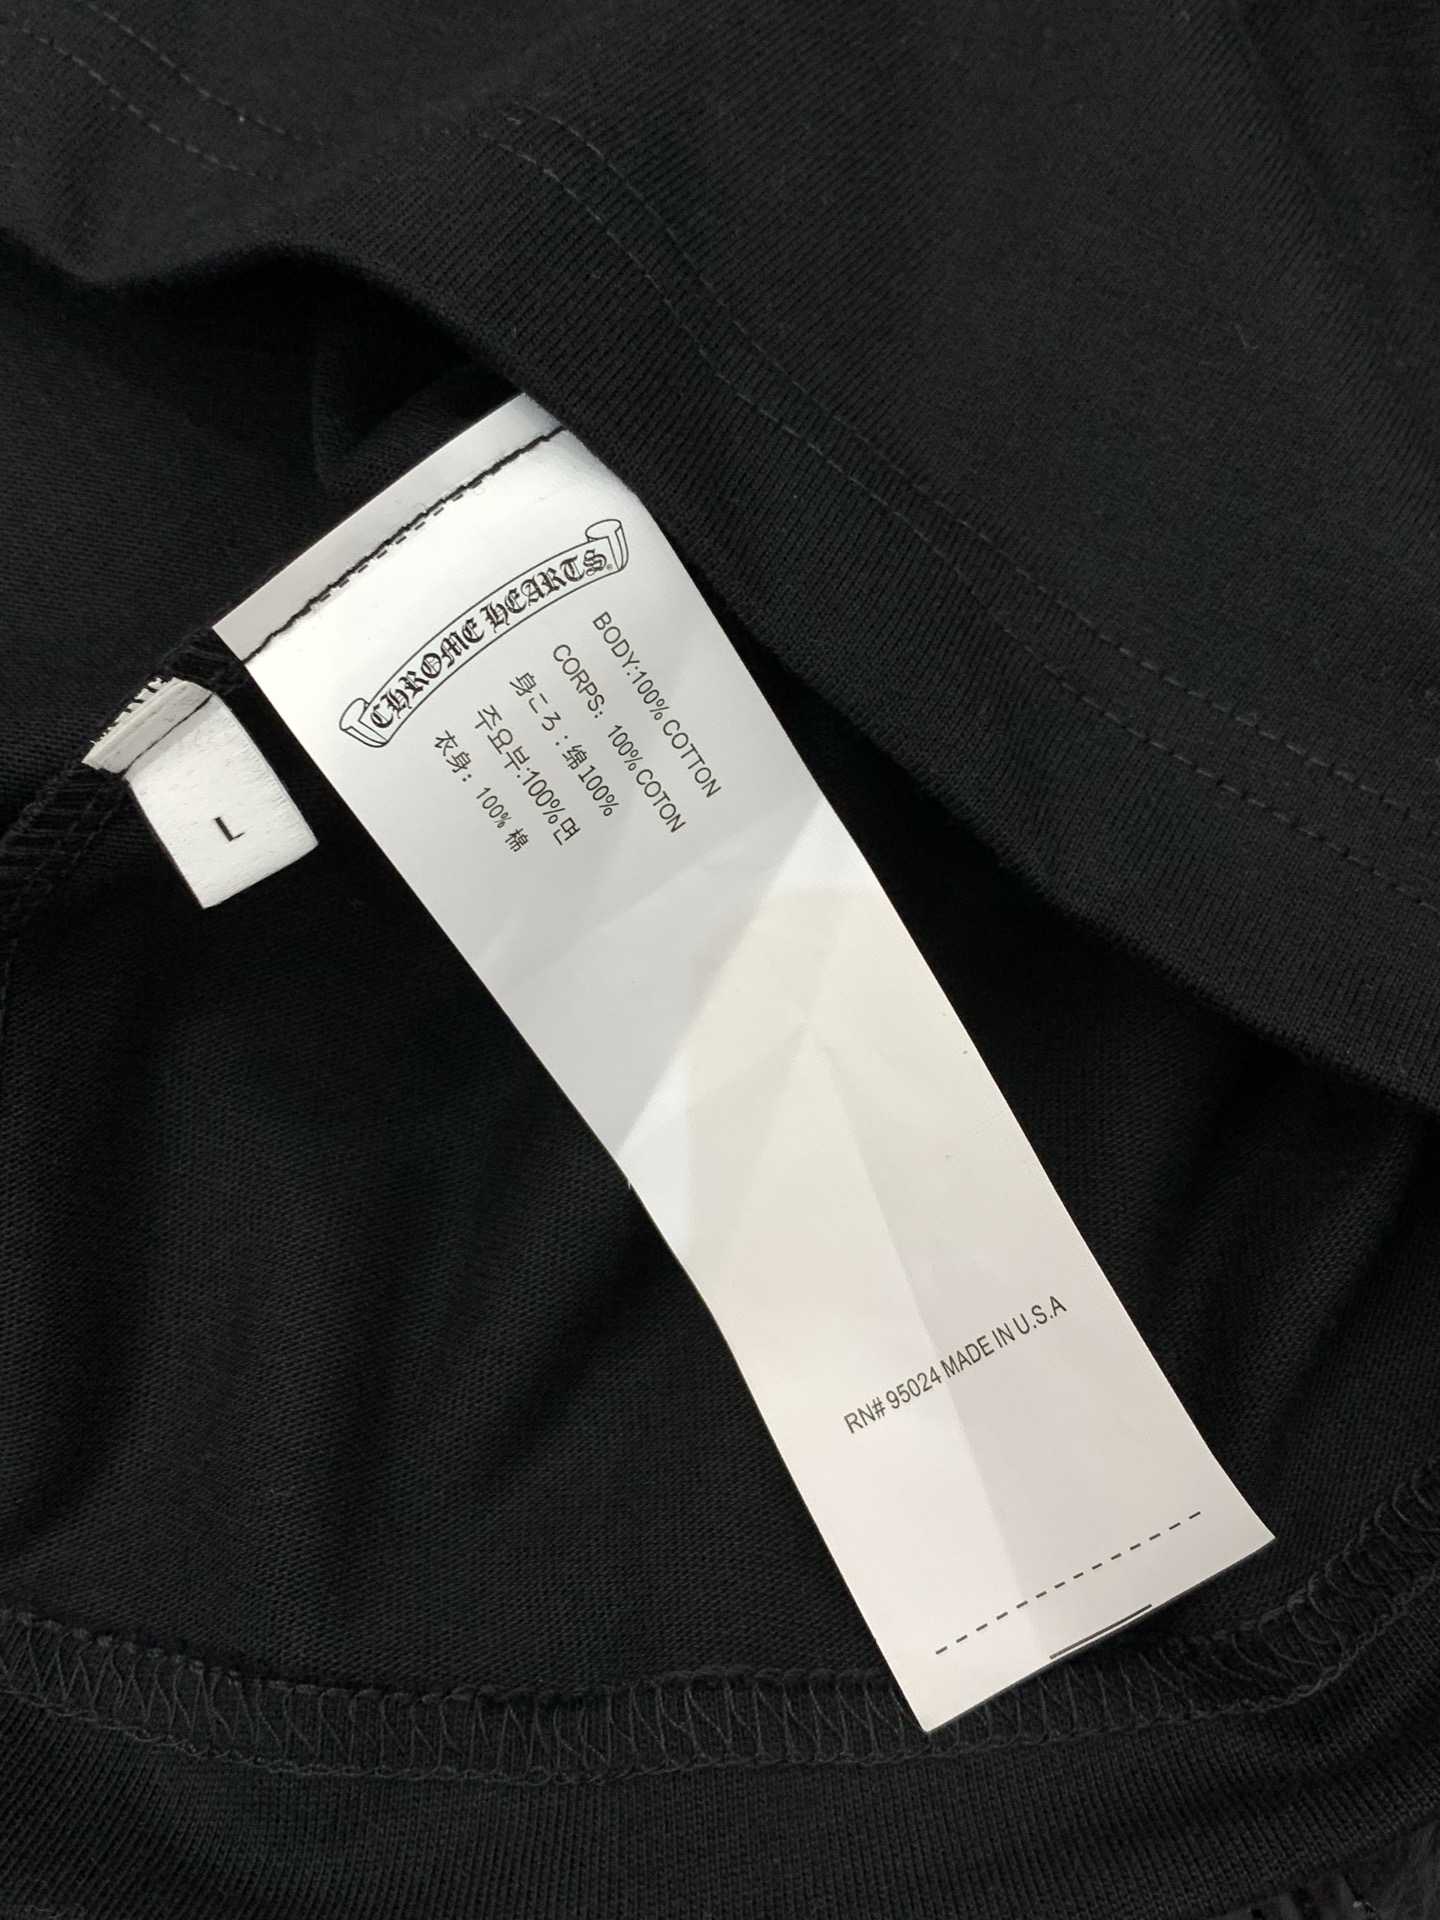 CHROME HEARTS®
BODY:100% COTTON
CORPS: 100% COTON
身ごろ:绵100%
주요부:100%면
衣身: 100% 棉
L
RN# 95024 MADE IN U.S.A